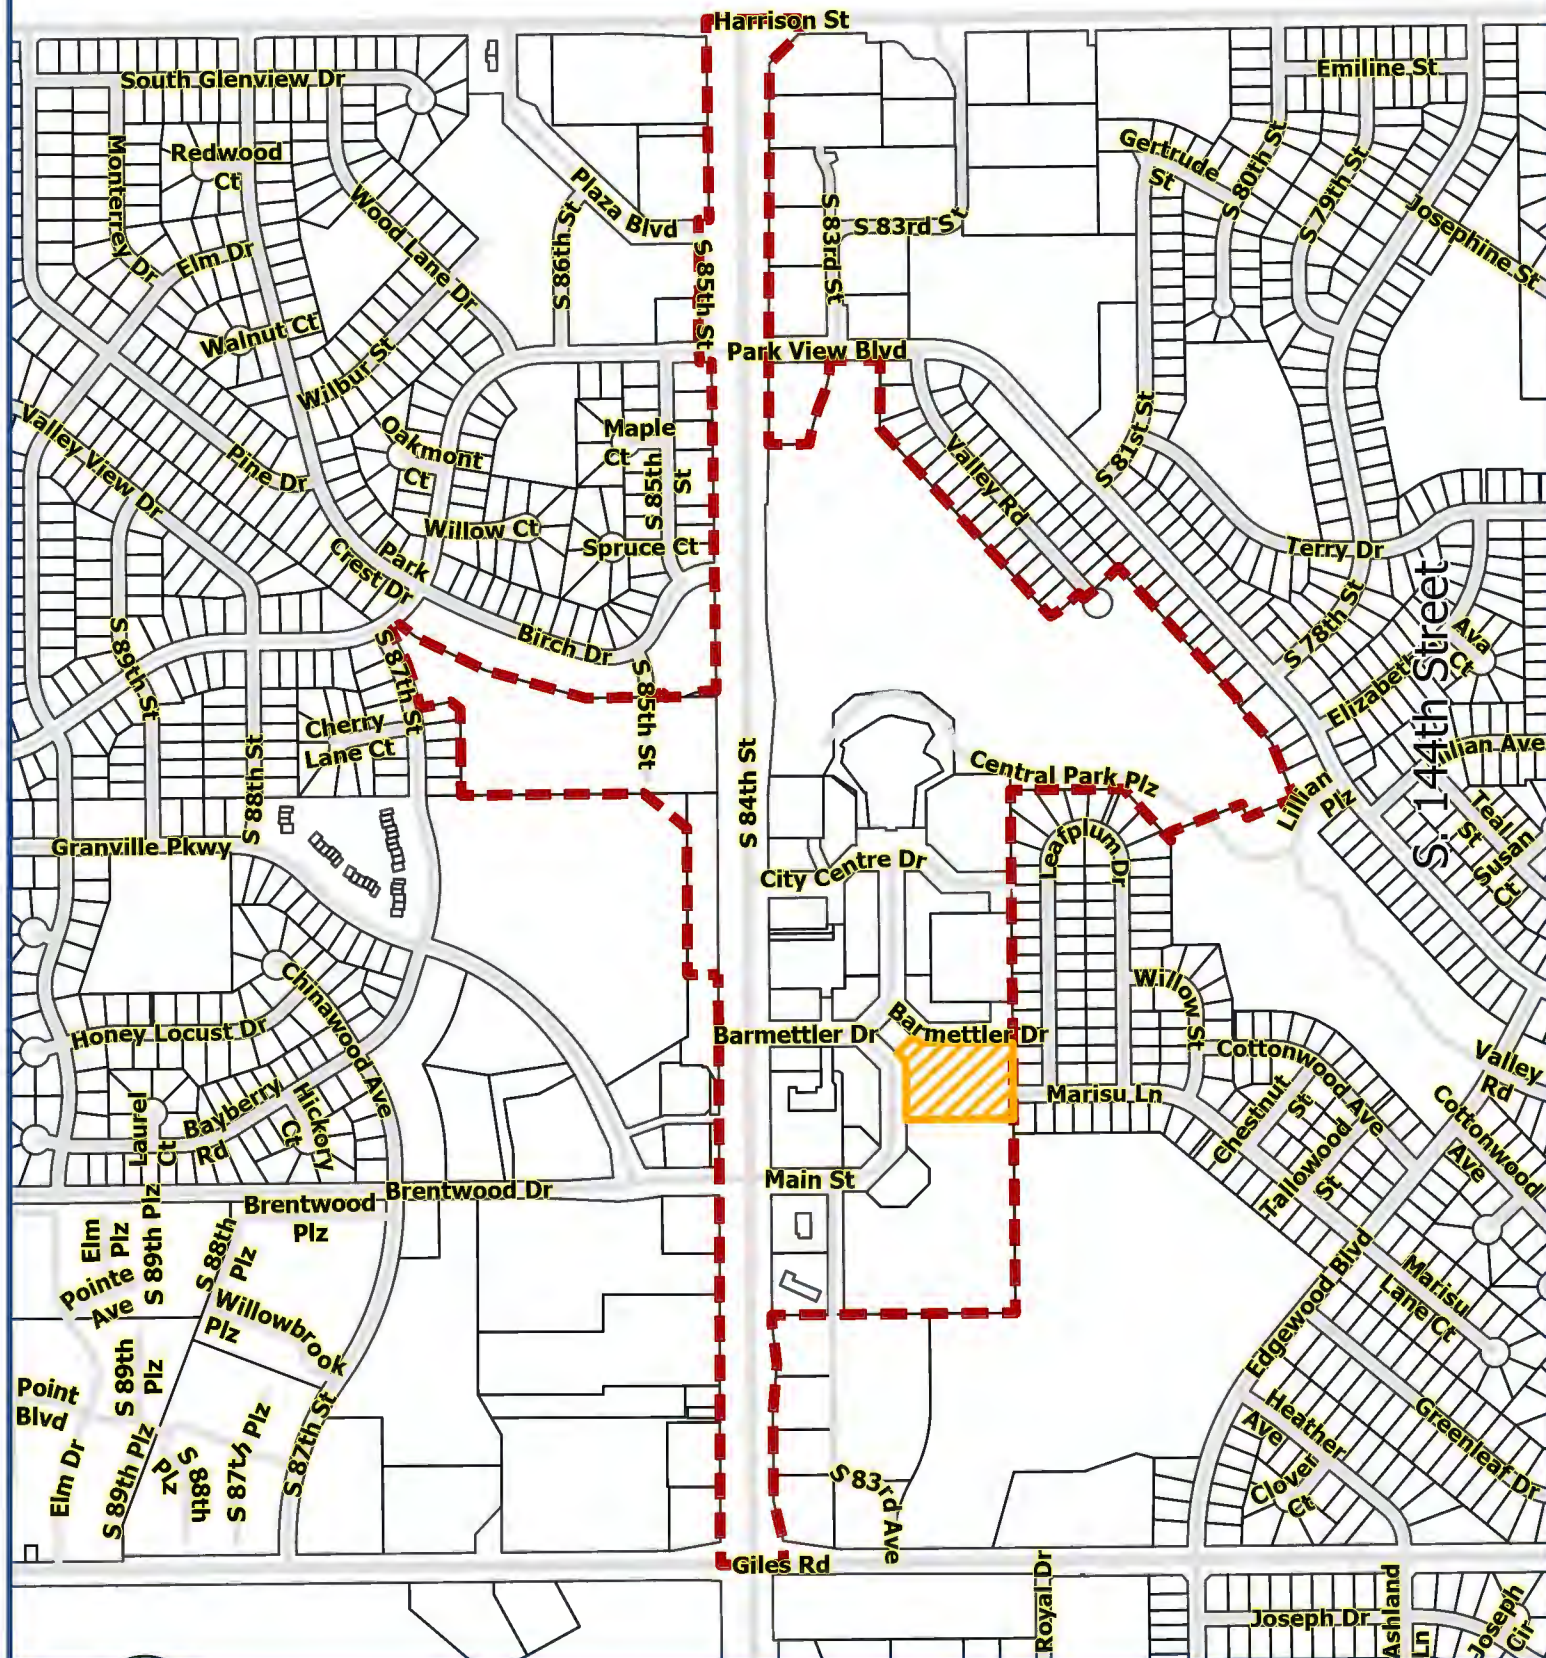 Harrison St
Emiline St
South Glenview Dr
Monterrey Dr
Redwood
Ct
Gertrude
St
S 80th St
S 79th St
Josephine St
Plaza Blvd
S 86th St
Wood Lane Dr
Elm Dr
S 85th St
S 83rd St
S 83rd St
Walnut Ct
Wilbur St
Park View Blvd
Valley View Dr
Pine Dr
Oakmont
Ct
Maple
Ct
S 85th
St
Valley Rd
S 81st St
Willow Ct
Spruce Ct
Terry Dr
Park
Crest Dr
Birch Dr
S 78th St
S. 144th Street
Ava
Ct
Elizabeth
S 89th St
S 87th St
S 85th St
Cherry
Lane Ct
S 88th St
S 84th St
Central Park Plz
Lillian
Plz
Lillian Ave
Teal
St
Susan
Ct
Granville Pkwy
City Centre Dr
Leafplum Dr
Chinawood Ave
Willow St
Honey Locust Dr
Barmettler Dr
Barmettler Dr
Cottonwood Ave
Valley
Rd
Laurel
Ct
Bayberry
Rd
Hickory
Ct
Marisu Ln
Chestnut
St
Tallowood
St
Cottonwood
Ave
Main St
Brentwood Dr
Brentwood
Plz
Elm
Plz
S 89th Plz
S 88th
Plz
Pointe
Ave
Willowbrook
Plz
Edgewood Blvd
Marisu
Lane Ct
S 89th
Plz
Point
Blvd
Elm Dr
S 89th Plz
S 88th
Plz
S 87th Plz
S 87th St
Heather
Ave
Greenleaf Dr
Clover
Ct
S 83rd Ave
Giles Rd
Royal Dr
Joseph Dr
Ashland
Ln
Joseph
Cir